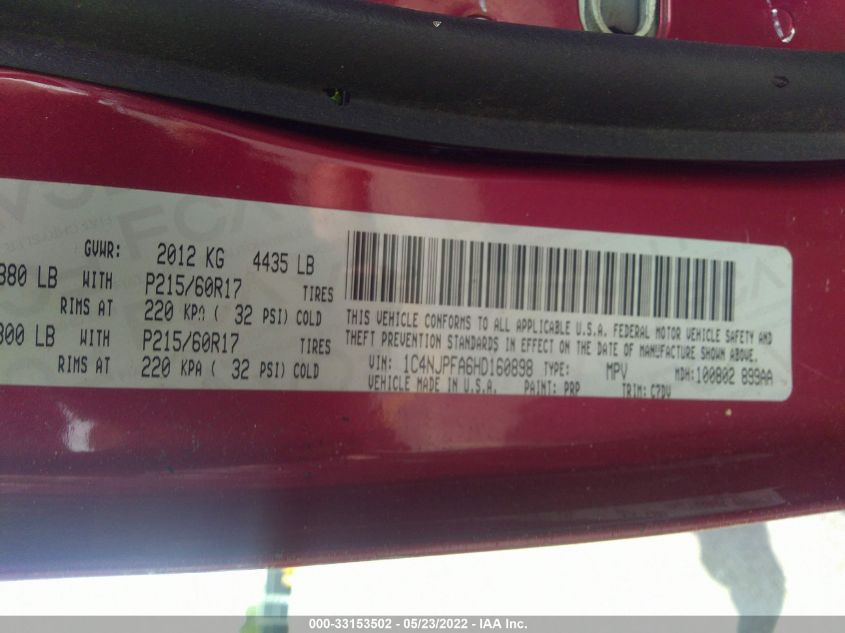 GVWR: 2012 KG 4435 LB
380 LB WITH P215/60R17 TIRES
RIMS AT 220 KPA ( 32 PSI) COLD
300 LB WITH P215/60R17 TIRES
RIMS AT 220 KPA ( 32 PSI) COLD
THIS VEHICLE CONFORMS TO ALL APPLICABLE U.S.A. FEDERAL MOTOR VEHICLE SAFETY AND
THEFT PREVENTION STANDARDS IN EFFECT ON THE DATE OF MANUFACTURE SHOWN ABOVE.
VIN: 1C4NJPFA6HD160898 TYPE: MPV MDH:100802 899AA
VEHICLE MADE IN U.S.A. PAINT: PRP TRIM: C7DV
FCA
000-33153502 - 05/23/2022 - IAA Inc.